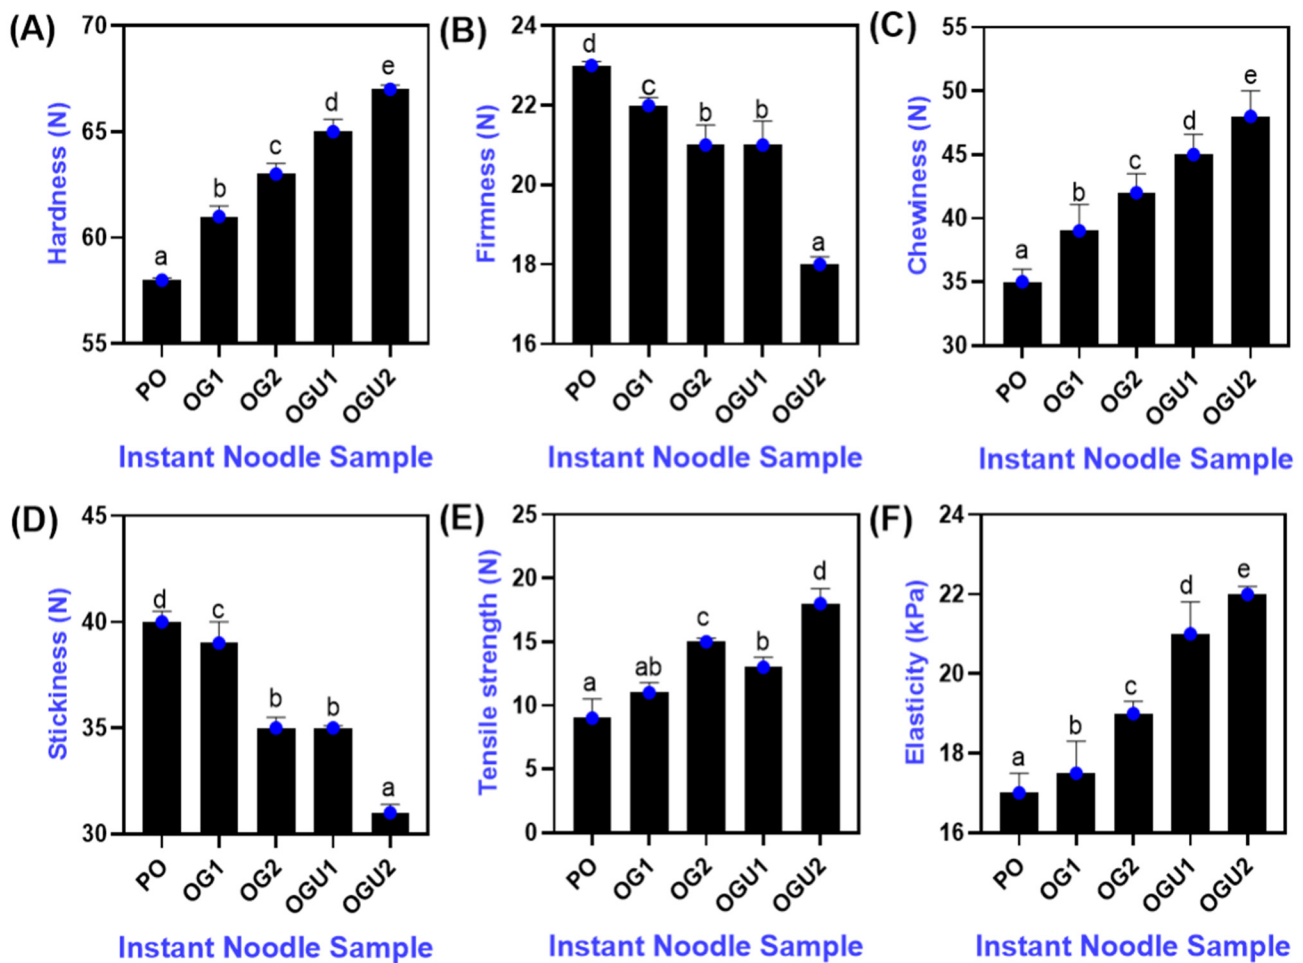 (A)
Hardness (N)
70
65
60
55
a
b
c
d
e
PO
OG1
OG2
OGU1
OGU2
Instant Noodle Sample
(B)
Firmness (N)
24
22
20
18
16
d
c
b
b
a
PO
OG1
OG2
OGU1
OGU2
Instant Noodle Sample
(C)
Chewiness (N)
55
50
45
40
35
30
a
b
c
d
e
PO
OG1
OG2
OGU1
OGU2
Instant Noodle Sample
(D)
Stickiness (N)
45
40
35
30
d
c
b
b
a
PO
OG1
OG2
OGU1
OGU2
Instant Noodle Sample
(E)
Tensile strength (N)
25
20
15
10
5
0
a
ab
c
b
d
PO
OG1
OG2
OGU1
OGU2
Instant Noodle Sample
(F)
Elasticity (kPa)
24
22
20
18
16
a
b
c
d
e
PO
OG1
OG2
OGU1
OGU2
Instant Noodle Sample